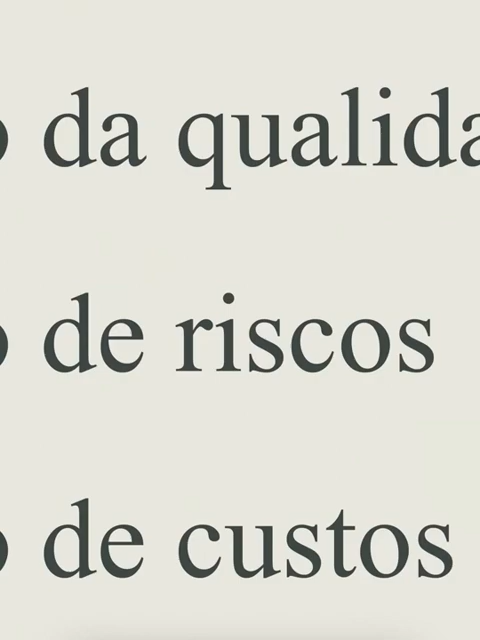 o da qualida
o de riscos
o de custos